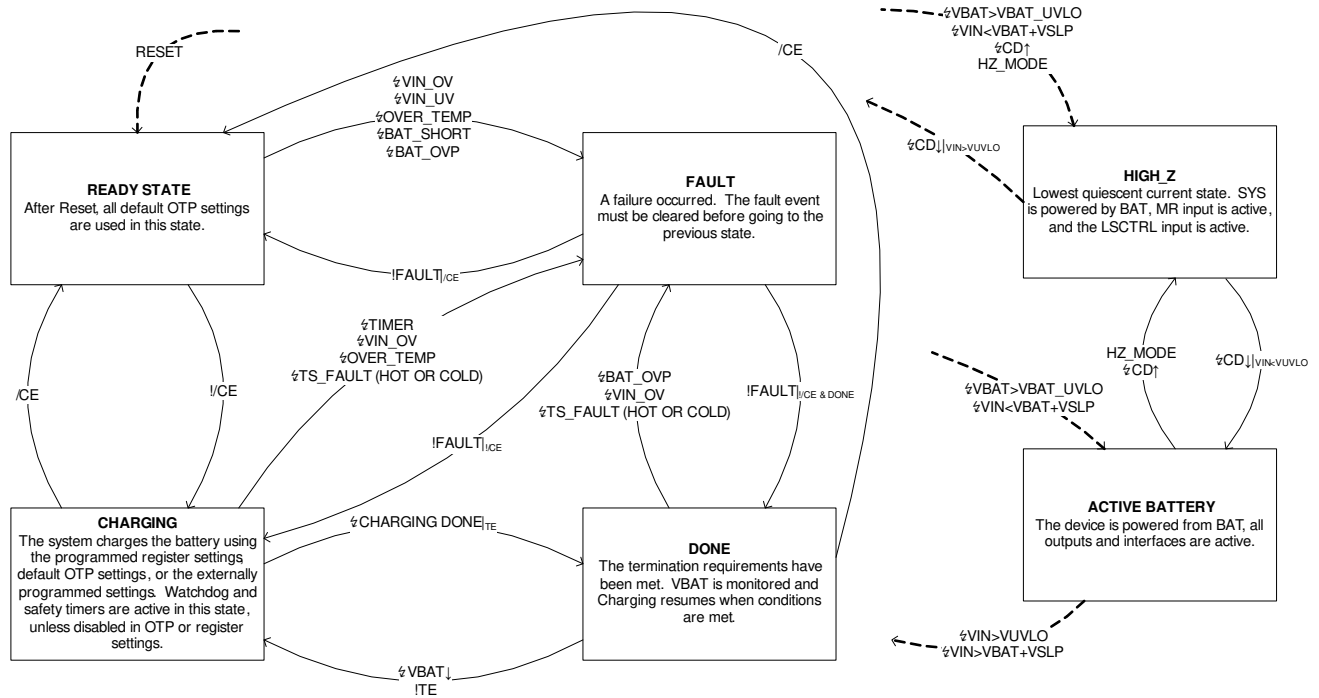 RESET
/CE
↯VBAT>VBAT_UVLO
↯VIN<VBAT+VSLP
↯CD↑
HZ_MODE
↯VIN_OV
↯VIN_UV
↯OVER_TEMP
↯BAT_SHORT
↯BAT_OVP
↯CD↓|VIN>VUVLO
READY STATE
After Reset, all default OTP settings
are used in this state.
FAULT
A failure occurred. The fault event
must be cleared before going to the
previous state.
HIGH_Z
Lowest quiescent current state. SYS
is powered by BAT, MR input is active,
and the LSCTRL input is active.
!FAULT|/CE
↯TIMER
↯VIN_OV
↯OVER_TEMP
↯TS_FAULT (HOT OR COLD)
/CE
!/CE
↯BAT_OVP
↯VIN_OV
↯TS_FAULT (HOT OR COLD)
!FAULT|!/CE & DONE
!FAULT|!/CE
HZ_MODE
↯CD↑
↯CD↓|VIN<VUVLO
↯VBAT>VBAT_UVLO
↯VIN<VBAT+VSLP
CHARGING
The system charges the battery using
the programmed register settings,
default OTP settings, or the externally
programmed settings. Watchdog and
safety timers are active in this state,
unless disabled in OTP or register
settings.
↯CHARGING DONE|TE
DONE
The termination requirements have
been met. VBAT is monitored and
Charging resumes when conditions
are met.
ACTIVE BATTERY
The device is powered from BAT, all
outputs and interfaces are active.
↯VBAT↓
!TE
↯VIN>VUVLO
↯VIN>VBAT+VSLP